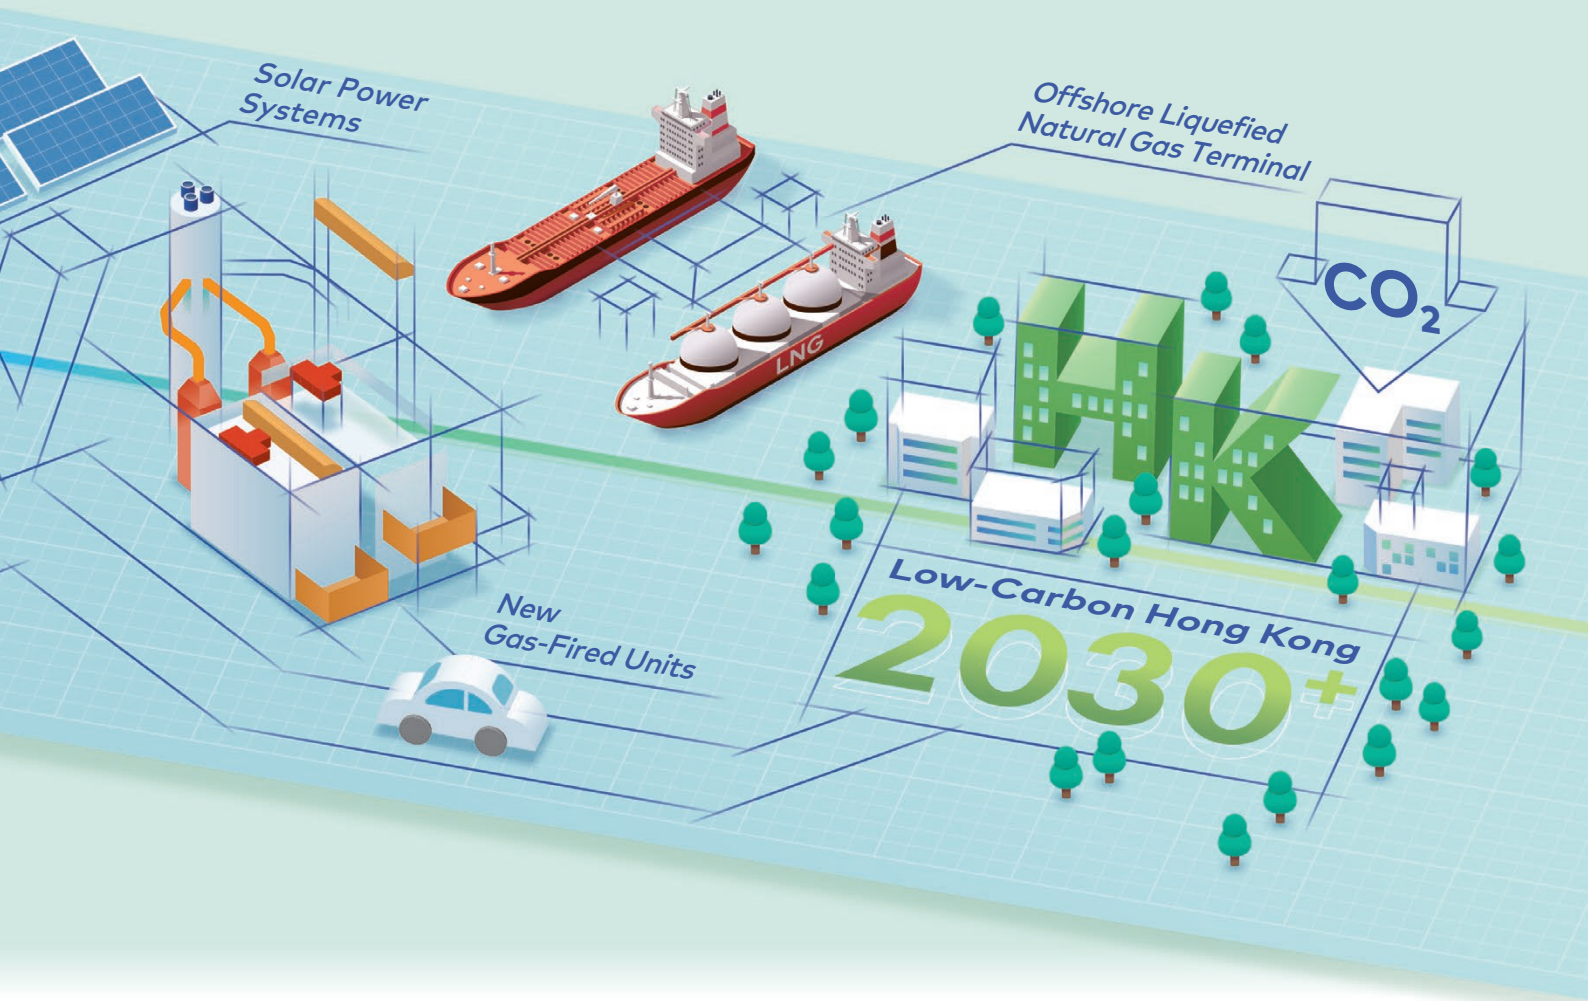 Solar Power
Systems
Offshore Liquefied
Natural Gas Terminal
CO₂
LNG
HK
Low-Carbon Hong Kong
2030+
New
Gas-Fired Units